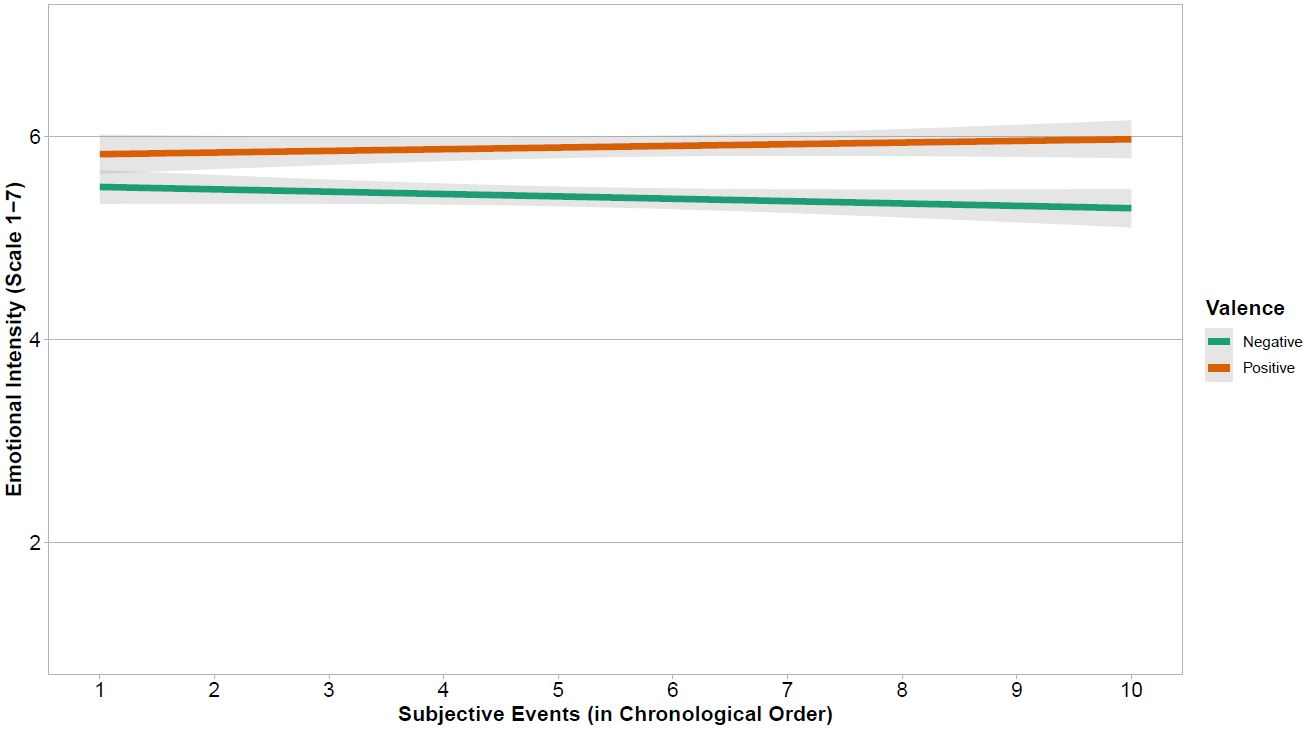 Emotional Intensity (Scale 1–7)
6
4
2
1 2 3 4 5 6 7 8 9 10
Subjective Events (in Chronological Order)
Valence
Negative
Positive